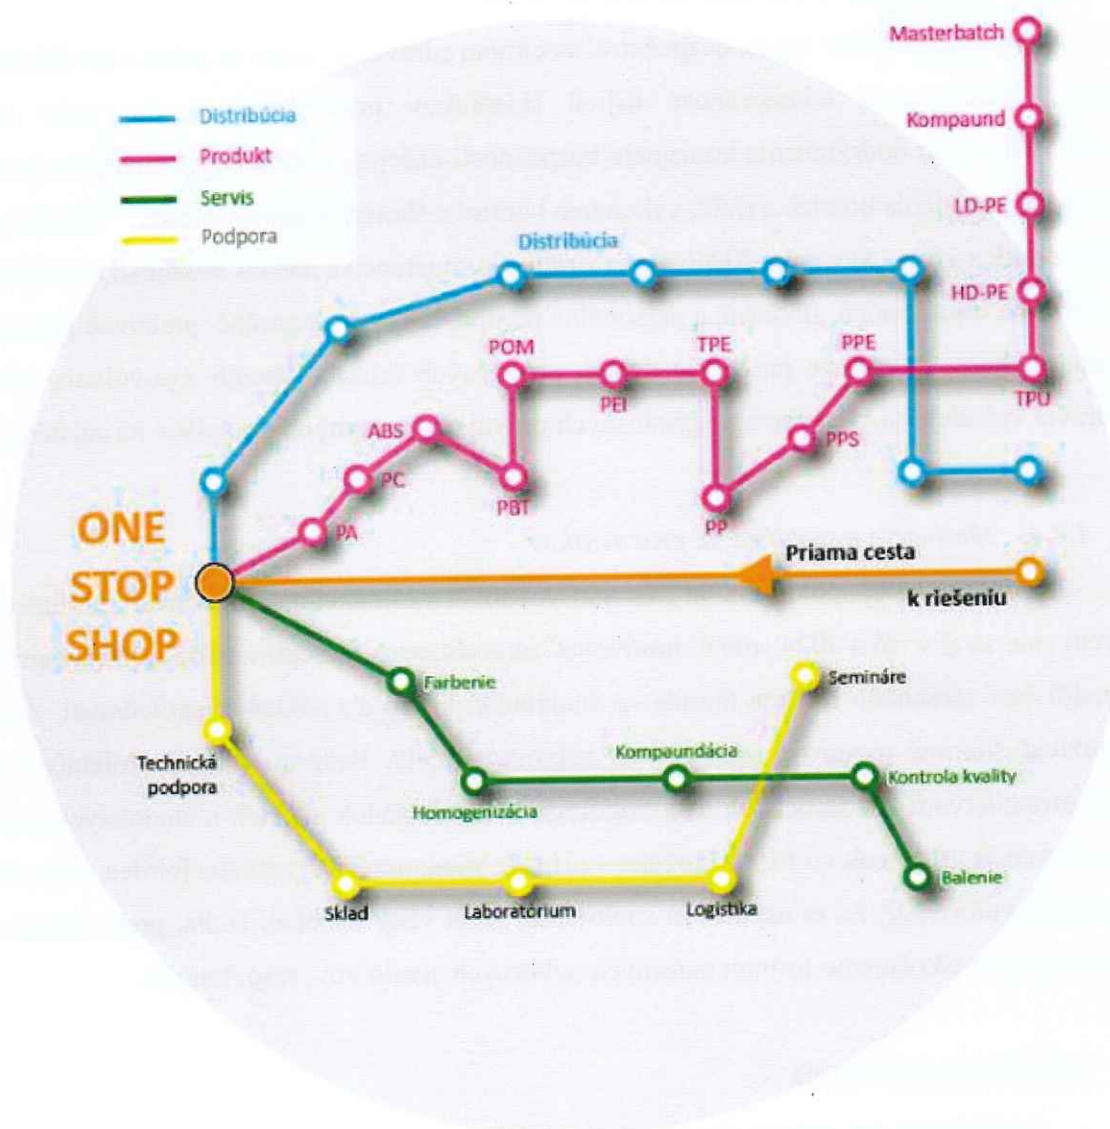 Masterbatch
Kompaund
LD-PE
HD-PE
TPU
Distribúcia
Produkt
Servis
Podpora
Distribúcia
POM
PEI
TPE
PPE
PPS
PP
ABS
PC
PBT
PA
ONE
STOP
SHOP
Priama cesta
k riešeniu
Farbenie
Semináre
Technická
podpora
Kompaundácia
Homogenizácia
Kontrola kvality
Balenie
Sklad
Laboratórium
Logistika